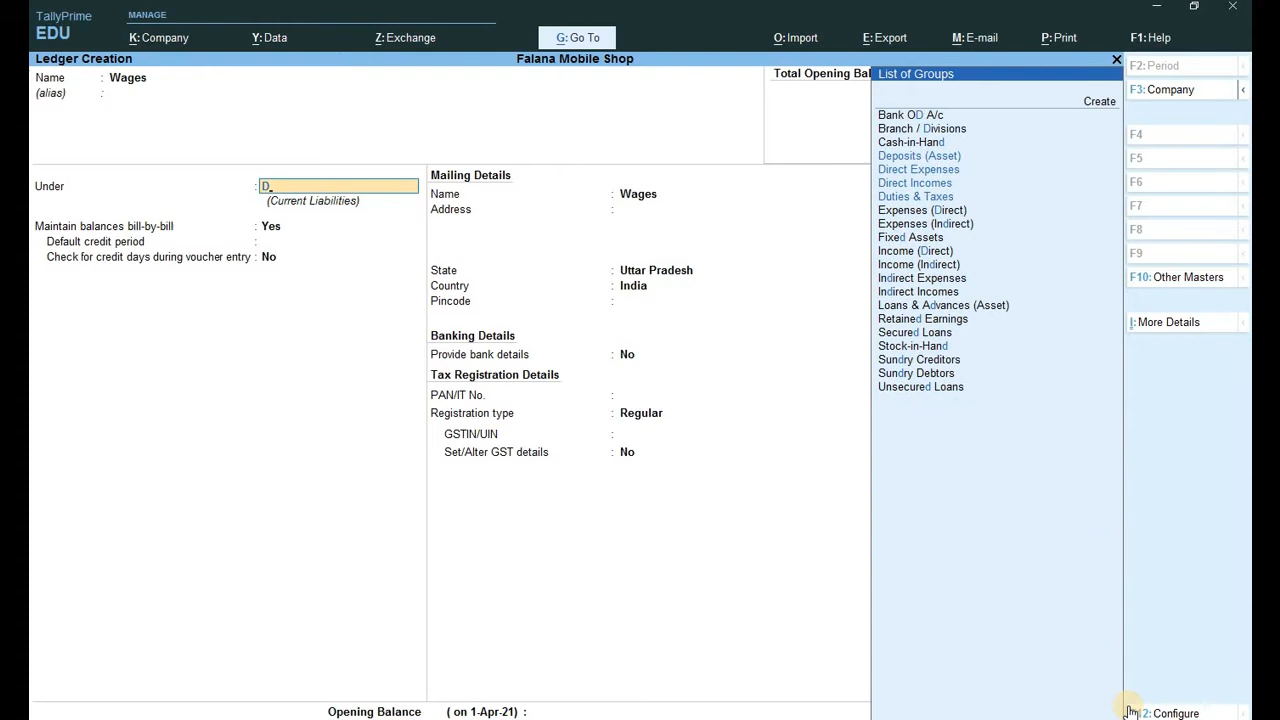 TallyPrime
EDU
MANAGE
K: Company
Y: Data
Z: Exchange
G: Go To
O: Import
E: Export
M: E-mail
P: Print
F1: Help
Ledger Creation
Falana Mobile Shop
Name : Wages
(alias) :
Total Opening Bal
Under : D
(Current Liabilities)
Maintain balances bill-by-bill : Yes
Default credit period :
Check for credit days during voucher entry : No
Mailing Details
Name : Wages
Address :
State : Uttar Pradesh
Country : India
Pincode :
Banking Details
Provide bank details : No
Tax Registration Details
PAN/IT No. :
Registration type : Regular
GSTIN/UIN :
Set/Alter GST details : No
Opening Balance ( on 1-Apr-21) :
List of Groups
Create
Bank OD A/c
Branch / Divisions
Cash-in-Hand
Deposits (Asset)
Direct Expenses
Direct Incomes
Duties & Taxes
Expenses (Direct)
Expenses (Indirect)
Fixed Assets
Income (Direct)
Income (Indirect)
Indirect Expenses
Indirect Incomes
Loans & Advances (Asset)
Retained Earnings
Secured Loans
Stock-in-Hand
Sundry Creditors
Sundry Debtors
Unsecured Loans
F2: Period
F3: Company
F4
F5
F6
F7
F8
F9
F10: Other Masters
I: More Details
2: Configure